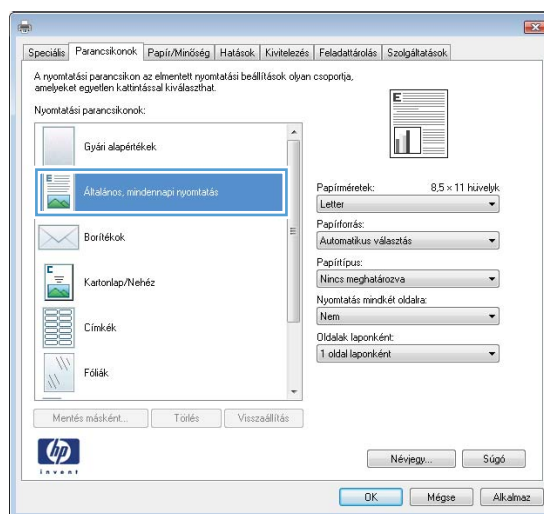 Speciális Parancsikonok Papír/Minőség Hatások Kivitelezés Feladattárolás Szolgáltatások
A nyomtatási parancsikon az elmentett nyomtatási beállítások olyan csoportja,
amelyeket egyetlen kattintással kiválaszthat.
Nyomtatási parancsikonok:
Gyári alapértékek
Általános, mindennapi nyomtatás
Borítékok
Kartonlap/Nehéz
Címkék
Fóliák
Mentés másként... Törlés Visszaállítás
E
Papírméretek: 8,5 × 11 hüvelyk
Letter
Papírforrás:
Automatikus választás
Papírtípus:
Nincs meghatározva
Nyomtatás mindkét oldalra:
Nem
Oldalak laponként:
1 oldal laponként
hp
invent
Névjegy... Súgó
OK Mégse Alkalmaz